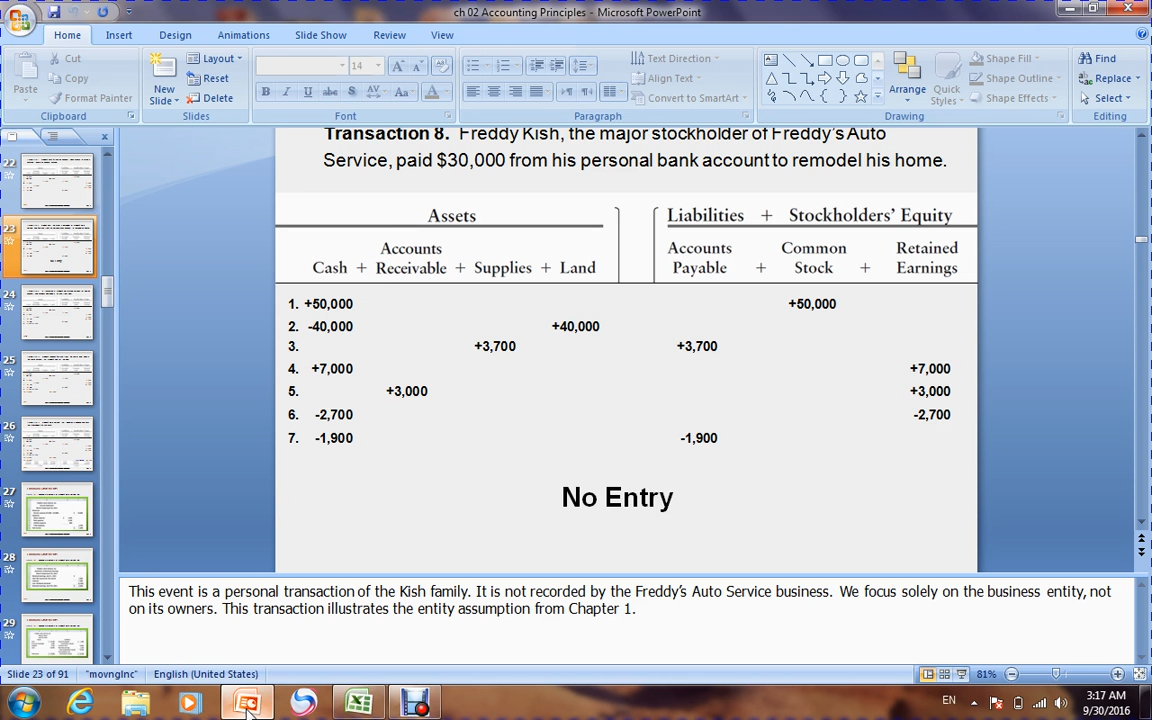 ch 02 Accounting Principles - Microsoft PowerPoint
Home Insert Design Slide Show Animations Review View
Paste Cut Copy Format Painter
Clipboard
New Slide Layout Reset Delete
Slides
14
B I U abc S AV Aa A
Font
Paragraph
Text Direction
Align Text
Convert to SmartArt
Arrange Quick Styles Shape Fill Shape Outline Shape Effects
Drawing
Find
Replace
Select
Editing
22
23
24
25
26
27
28
29
Transaction 8. Freddy Kish, the major stockholder of Freddy's Auto
Service, paid $30,000 from his personal bank account to remodel his home.
Assets Liabilities + Stockholders' Equity
Accounts Accounts Common Retained
Cash + Receivable + Supplies + Land Payable + Stock + Earnings
1. +50,000 +50,000
2. -40,000 +40,000
3. +3,700 +3,700
4. +7,000 +7,000
5. +3,000 +3,000
6. -2,700 -2,700
7. -1,900 -1,900
No Entry
This event is a personal transaction of the Kish family. It is not recorded by the Freddy's Auto Service business. We focus solely on the business entity, not
on its owners. This transaction illustrates the entity assumption from Chapter 1.
Slide 23 of 91 "movngInc" English (United States) 81%
EN 3:17 AM
9/30/2016